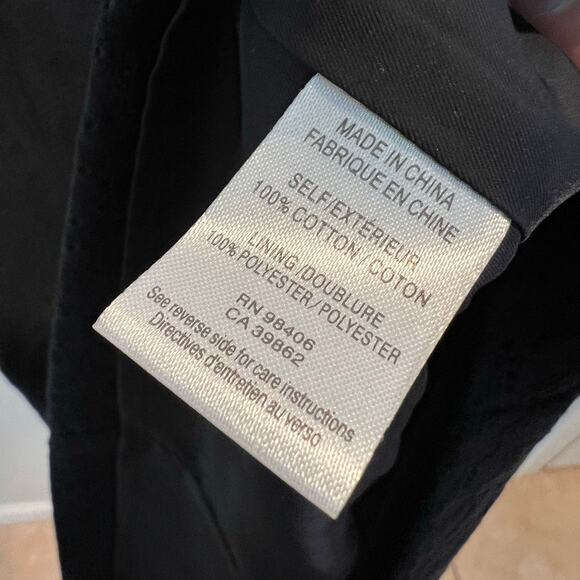 MADE IN CHINA
FABRIQUE EN CHINE
SELF/EXTÉRIEUR
100% COTTON / COTON
LINING / DOUBLURE
100% POLYESTER / POLYESTER
RN 98406
CA 39862
See reverse side for care instructions
Directives d'entretien au verso